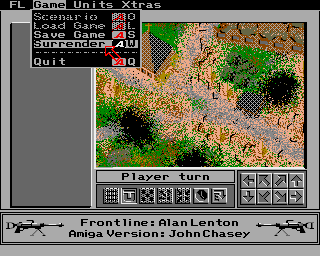 FL Game Units Xtras
Scenario A O
Load Game A L
Save Game A S
Surrender A W
Quit A Q
Player turn
Frontline: Alan Lenton
Amiga Version: John Chasey